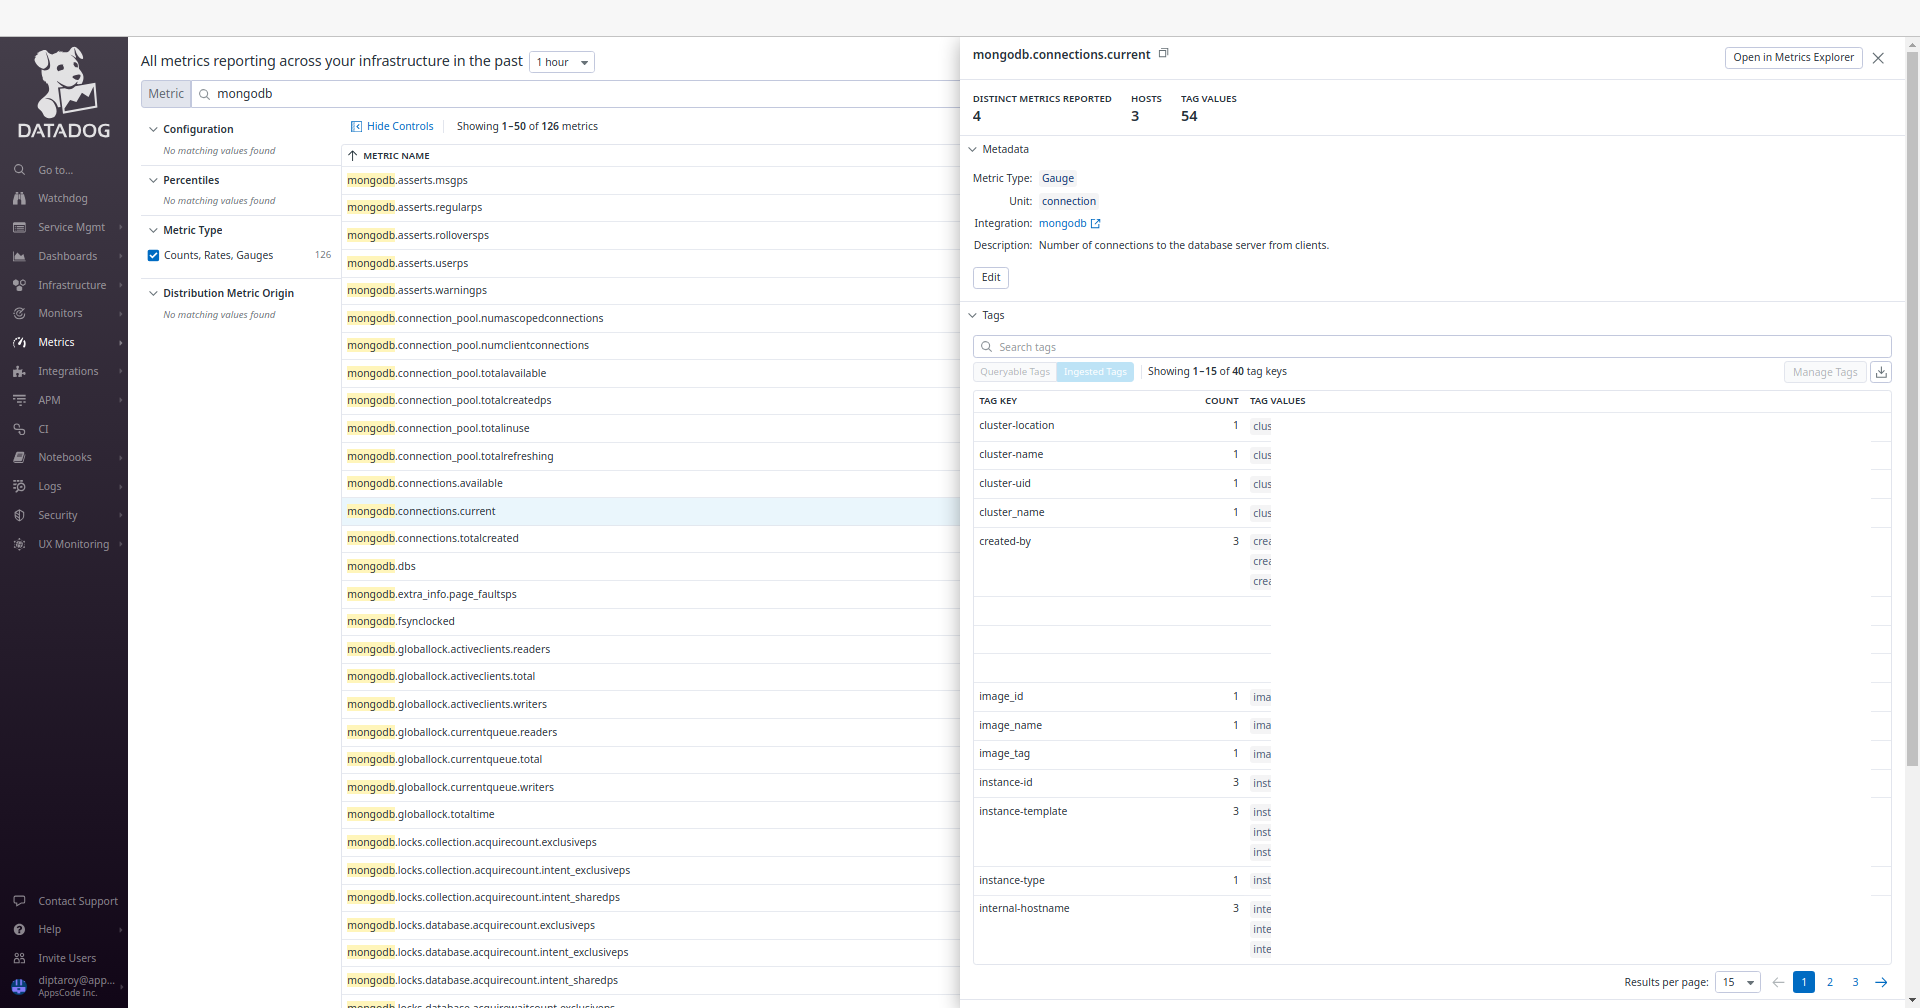 DATADOG
Go to...
Watchdog
Service Mgmt
Dashboards
Infrastructure
Monitors
Metrics
Integrations
APM
CI
Notebooks
Logs
Security
UX Monitoring
Contact Support
Help
Invite Users
diptaroy@app...
AppsCode Inc.
All metrics reporting across your infrastructure in the past 1 hour
Metric mongodb
Configuration
No matching values found
Percentiles
No matching values found
Metric Type
Counts, Rates, Gauges 126
Distribution Metric Origin
No matching values found
Hide Controls Showing 1–50 of 126 metrics
METRIC NAME
mongodb.asserts.msgps
mongodb.asserts.regularps
mongodb.asserts.rolloversps
mongodb.asserts.userps
mongodb.asserts.warningps
mongodb.connection_pool.numascopedconnections
mongodb.connection_pool.numclientconnections
mongodb.connection_pool.totalavailable
mongodb.connection_pool.totalcreatedps
mongodb.connection_pool.totalinuse
mongodb.connection_pool.totalrefreshing
mongodb.connections.available
mongodb.connections.current
mongodb.connections.totalcreated
mongodb.dbs
mongodb.extra_info.page_faultsps
mongodb.fsynclocked
mongodb.globallock.activeclients.readers
mongodb.globallock.activeclients.total
mongodb.globallock.activeclients.writers
mongodb.globallock.currentqueue.readers
mongodb.globallock.currentqueue.total
mongodb.globallock.currentqueue.writers
mongodb.globallock.totaltime
mongodb.locks.collection.acquirecount.exclusiveps
mongodb.locks.collection.acquirecount.intent_exclusiveps
mongodb.locks.collection.acquirecount.intent_sharedps
mongodb.locks.database.acquirecount.exclusiveps
mongodb.locks.database.acquirecount.intent_exclusiveps
mongodb.locks.database.acquirecount.intent_sharedps
mongodb.locks.database.acquirewaitcount.exclusiveps
mongodb.connections.current
Open in Metrics Explorer
DISTINCT METRICS REPORTED HOSTS TAG VALUES
4 3 54
Metadata
Metric Type: Gauge
Unit: connection
Integration: mongodb
Description: Number of connections to the database server from clients.
Edit
Tags
Search tags
Queryable Tags Ingested Tags Showing 1–15 of 40 tag keys Manage Tags
TAG KEY COUNT TAG VALUES
cluster-location 1 clus
cluster-name 1 clus
cluster-uid 1 clus
cluster_name 1 clus
created-by 3 crea
crea
crea
image_id 1 ima
image_name 1 ima
image_tag 1 ima
instance-id 3 inst
instance-template 3 inst
inst
inst
instance-type 1 inst
internal-hostname 3 inte
inte
inte
Results per page: 15 1 2 3